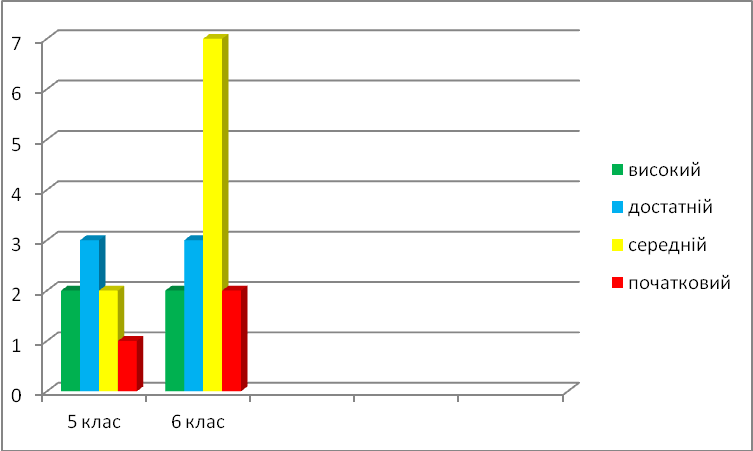 7
6
5
4
3
2
1
0
5 клас
6 клас
високий
достатній
середній
початковий